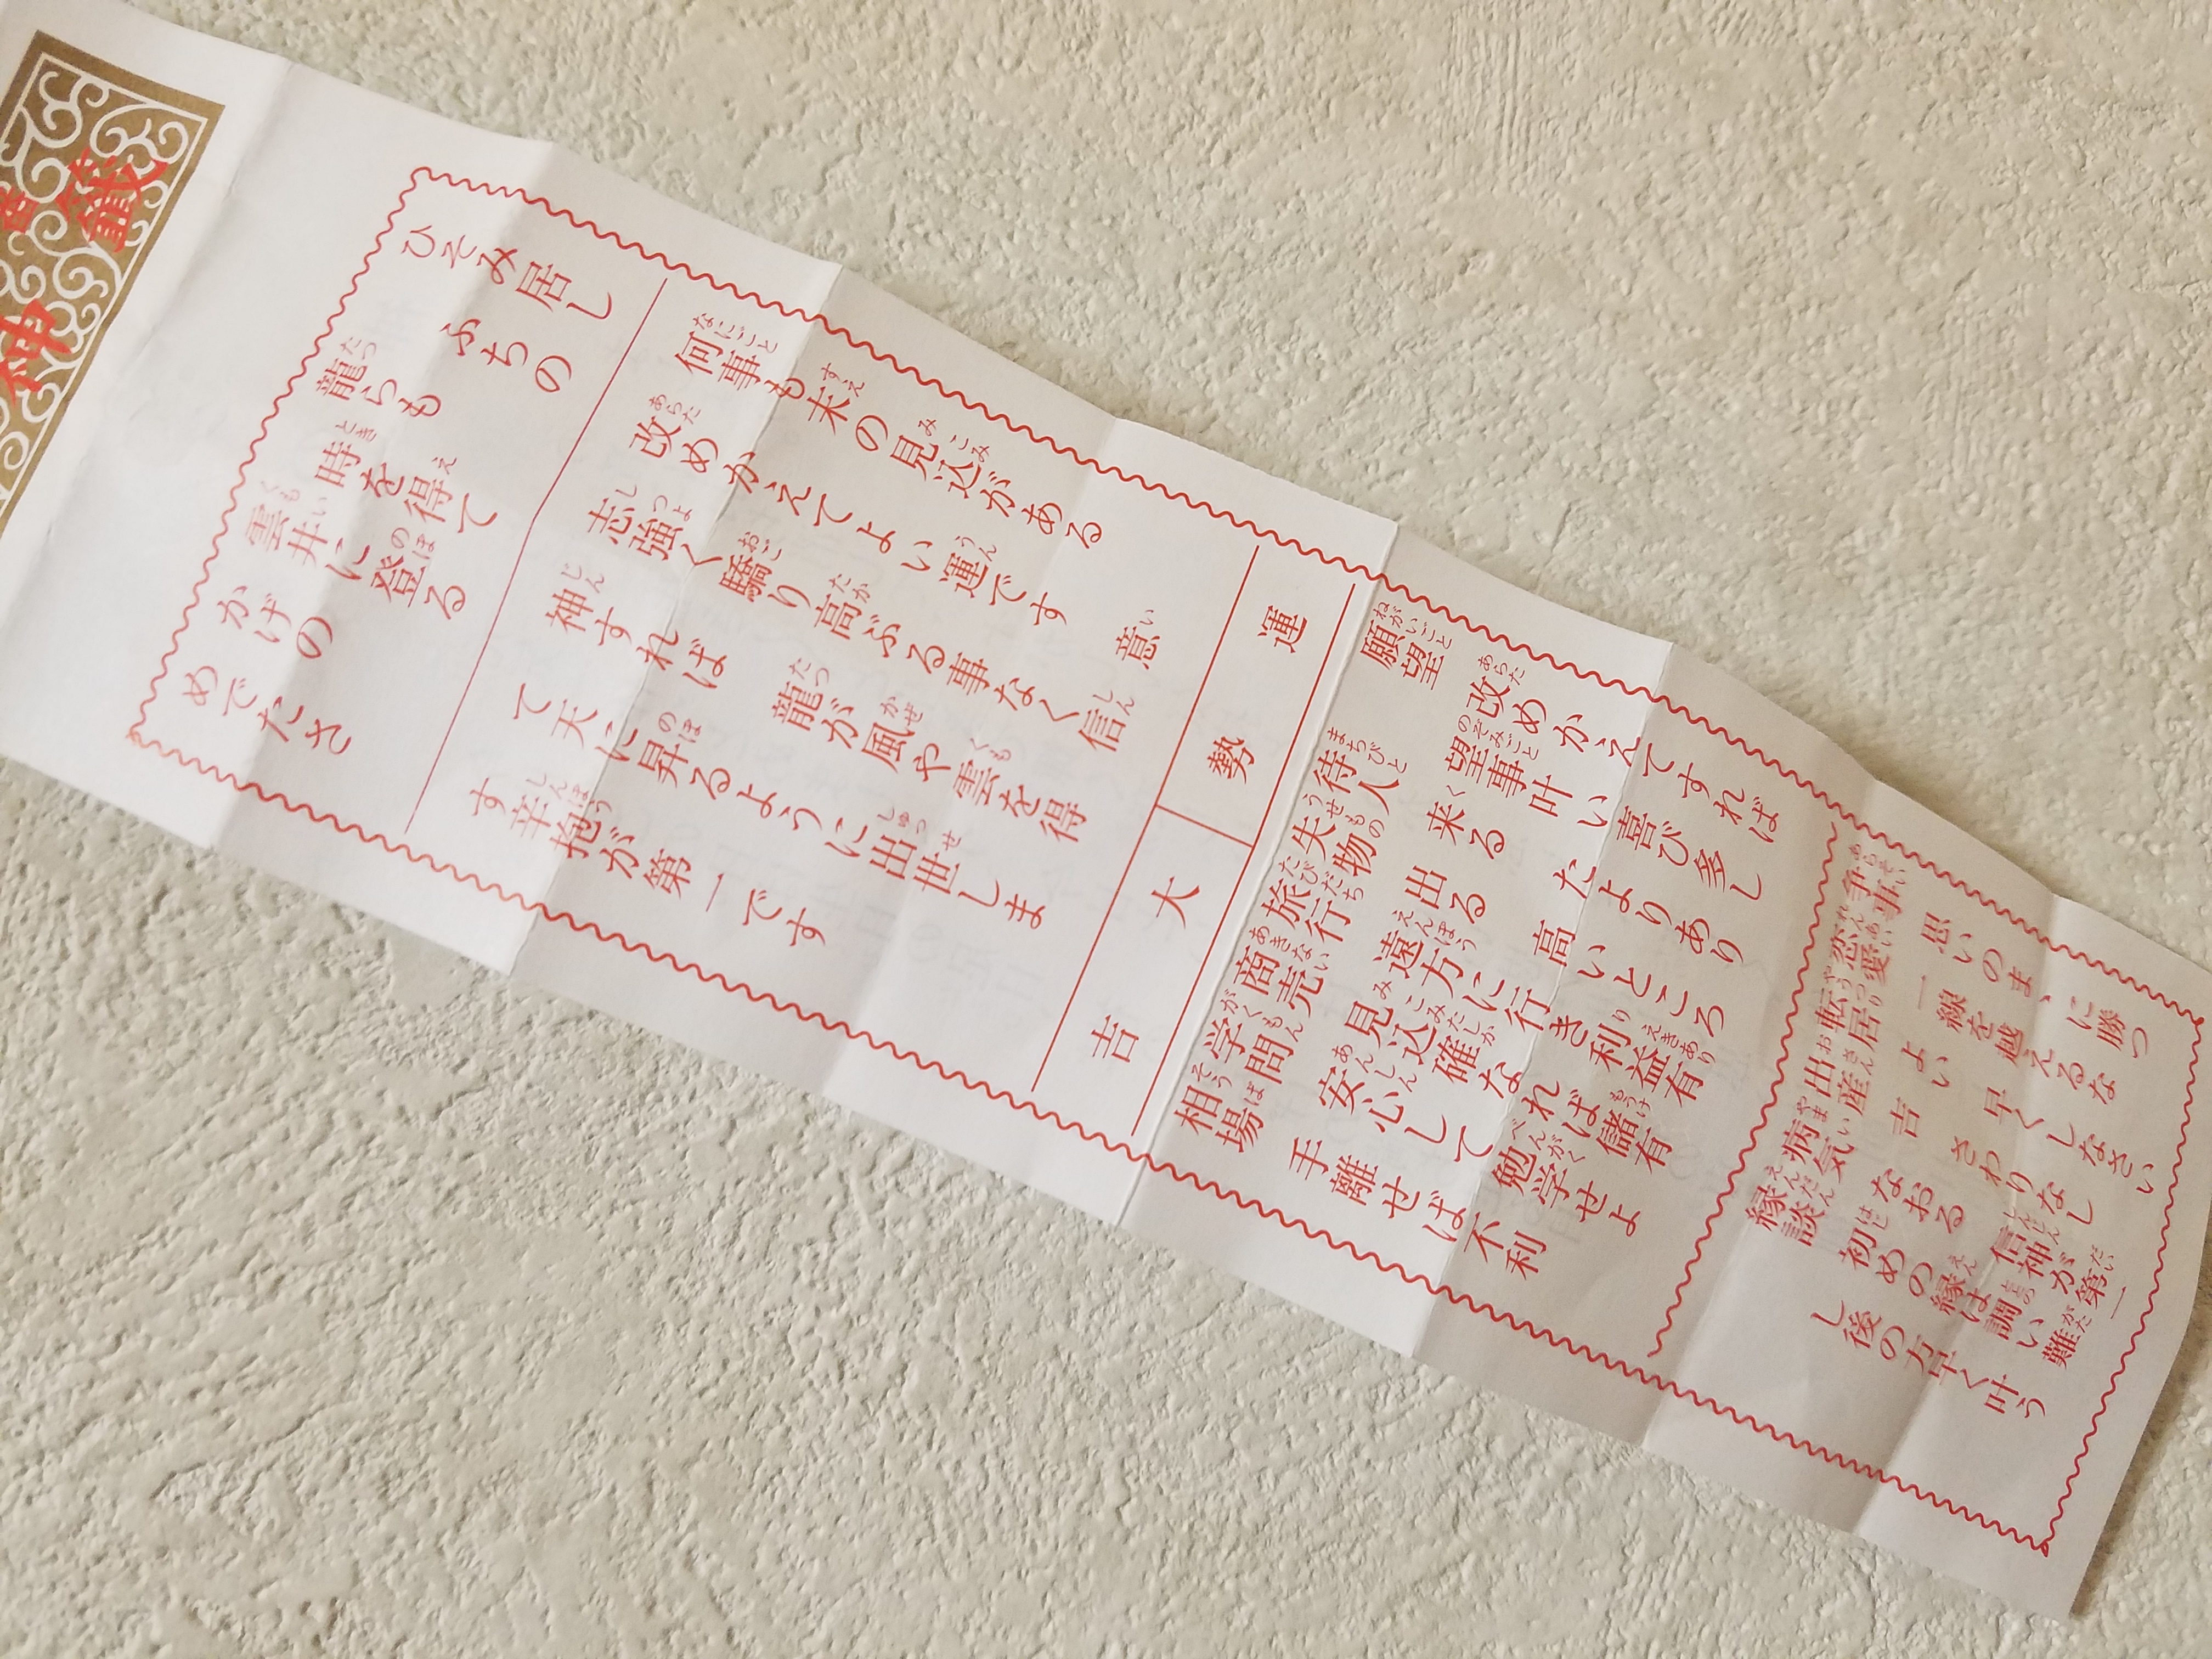 籤
神
ひそみ居し
ふちの
龍らも
時を得て
雲井に登る
かげの
めでたさ
何事も末の見込がある
改めかえてよい運です　意
志強く驕り高ぶる事なく信
神すれば　龍が風や雲を得
て天に昇るように出世しま
す辛抱が第一です
運勢　大吉
願望　改めかえてすれば
望事叶い喜び多し
待人　来る　たよりあり
失物　出る　高いところ
旅行　遠方に行き利益有
商売　見込確なれば儲有
学問　安心して勉学せよ
相場　手離せば不利
争事　思いのまゝに勝つ
恋愛　一線を越えるな
転居　よい　早くしなさい
出産　吉　さわりなし
病気　なおる　信神が第一
縁談　初めの縁は調い難
し後の方早く叶う